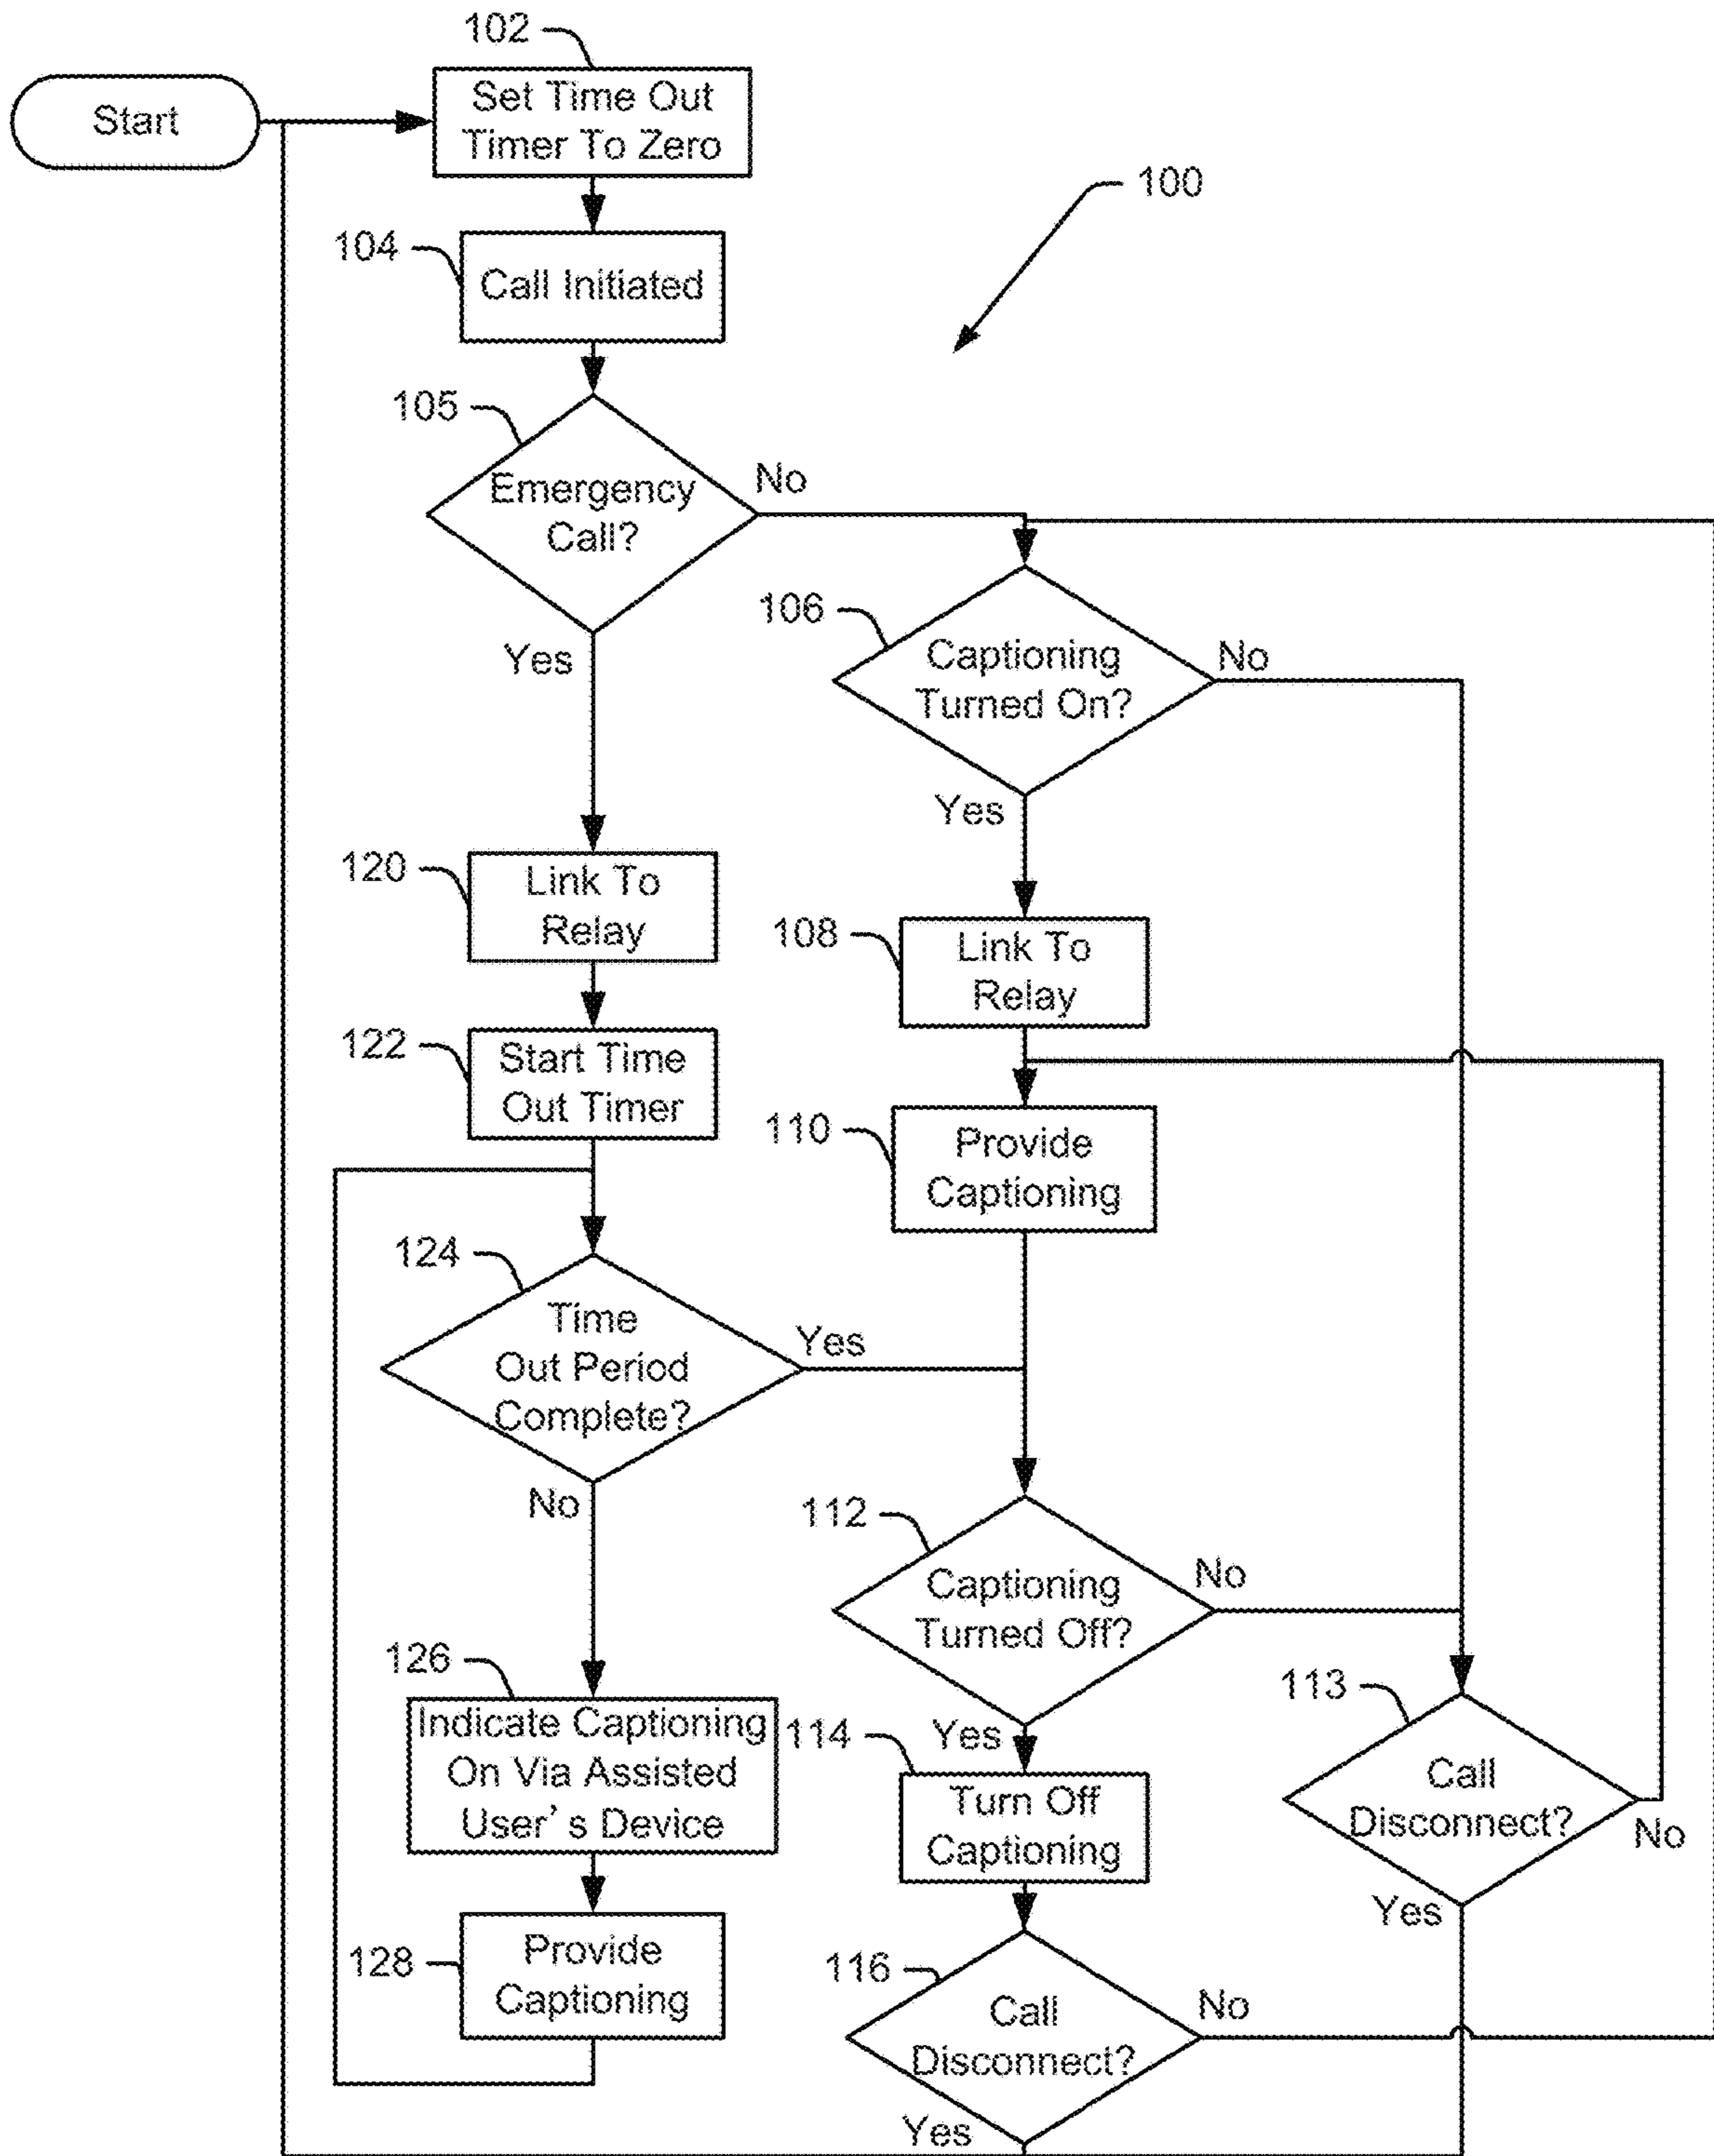 102
Start
Set Time Out
Timer To Zero
100
104
Call Initiated
105
Emergency
Call?
No
Yes
106
Captioning
Turned On?
No
Yes
120
Link To
Relay
108
Link To
Relay
122
Start Time
Out Timer
110
Provide
Captioning
124
Time
Out Period
Complete?
Yes
No
112
Captioning
Turned Off?
No
Yes
126
Indicate Captioning
On Via Assisted
User's Device
114
Turn Off
Captioning
113
Call
Disconnect?
No
Yes
128
Provide
Captioning
116
Call
Disconnect?
No
Yes